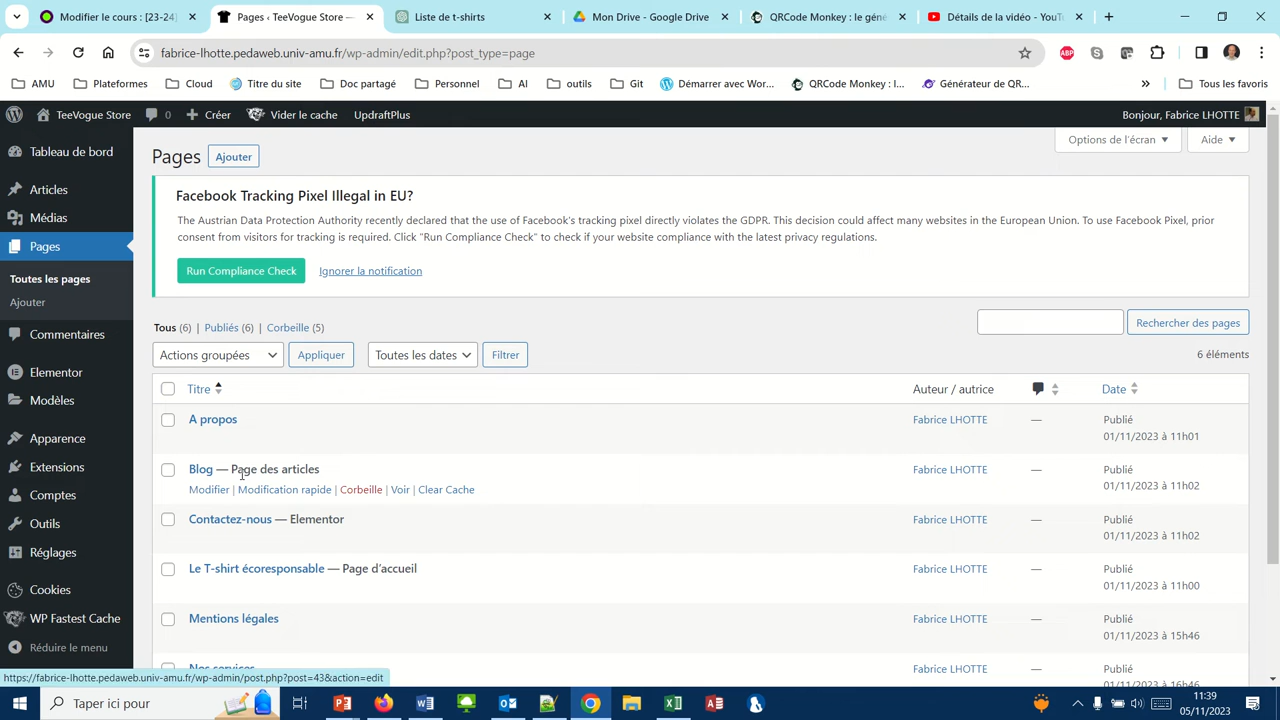 Modifier le cours : [23-24]
Pages ‹ TeeVogue Store —
Liste de t-shirts
Mon Drive - Google Drive
QRCode Monkey : le géné
Détails de la vidéo - YouT
fabrice-lhotte.pedaweb.univ-amu.fr/wp-admin/edit.php?post_type=page
ABP
AMU
Plateformes
Cloud
Titre du site
Doc partagé
Personnel
AI
outils
Git
Démarrer avec Wor...
QRCode Monkey : l...
Générateur de QR...
Tous les favoris
TeeVogue Store
0
Créer
Vider le cache
UpdraftPlus
Bonjour, Fabrice LHOTTE
Tableau de bord
Articles
Médias
Pages
Toutes les pages
Ajouter
Commentaires
Elementor
Modèles
Apparence
Extensions
Comptes
Outils
Réglages
Cookies
WP Fastest Cache
Réduire le menu
Options de l'écran
Aide
Pages
Ajouter
Facebook Tracking Pixel Illegal in EU?
The Austrian Data Protection Authority recently declared that the use of Facebook's tracking pixel directly violates the GDPR. This decision could affect many websites in the European Union. To use Facebook Pixel, prior
consent from visitors for tracking is required. Click "Run Compliance Check" to check if your website compliance with the latest privacy regulations.
Run Compliance Check
Ignorer la notification
Tous (6) | Publiés (6) | Corbeille (5)
Rechercher des pages
Actions groupées
Appliquer
Toutes les dates
Filtrer
6 éléments
Titre
Auteur / autrice
Date
A propos
Fabrice LHOTTE
—
Publié
01/11/2023 à 11h01
Blog — Page des articles
Modifier | Modification rapide | Corbeille | Voir | Clear Cache
Fabrice LHOTTE
—
Publié
01/11/2023 à 11h02
Contactez-nous — Elementor
Fabrice LHOTTE
—
Publié
01/11/2023 à 11h02
Le T-shirt écoresponsable — Page d'accueil
Fabrice LHOTTE
—
Publié
01/11/2023 à 11h00
Mentions légales
Fabrice LHOTTE
—
Publié
01/11/2023 à 15h46
Nos services
Fabrice LHOTTE
—
Publié
01/11/2023 à 16h46
https://fabrice-lhotte.pedaweb.univ-amu.fr/wp-admin/post.php?post=43&action=edit
Taper ici pour
11:39
05/11/2023